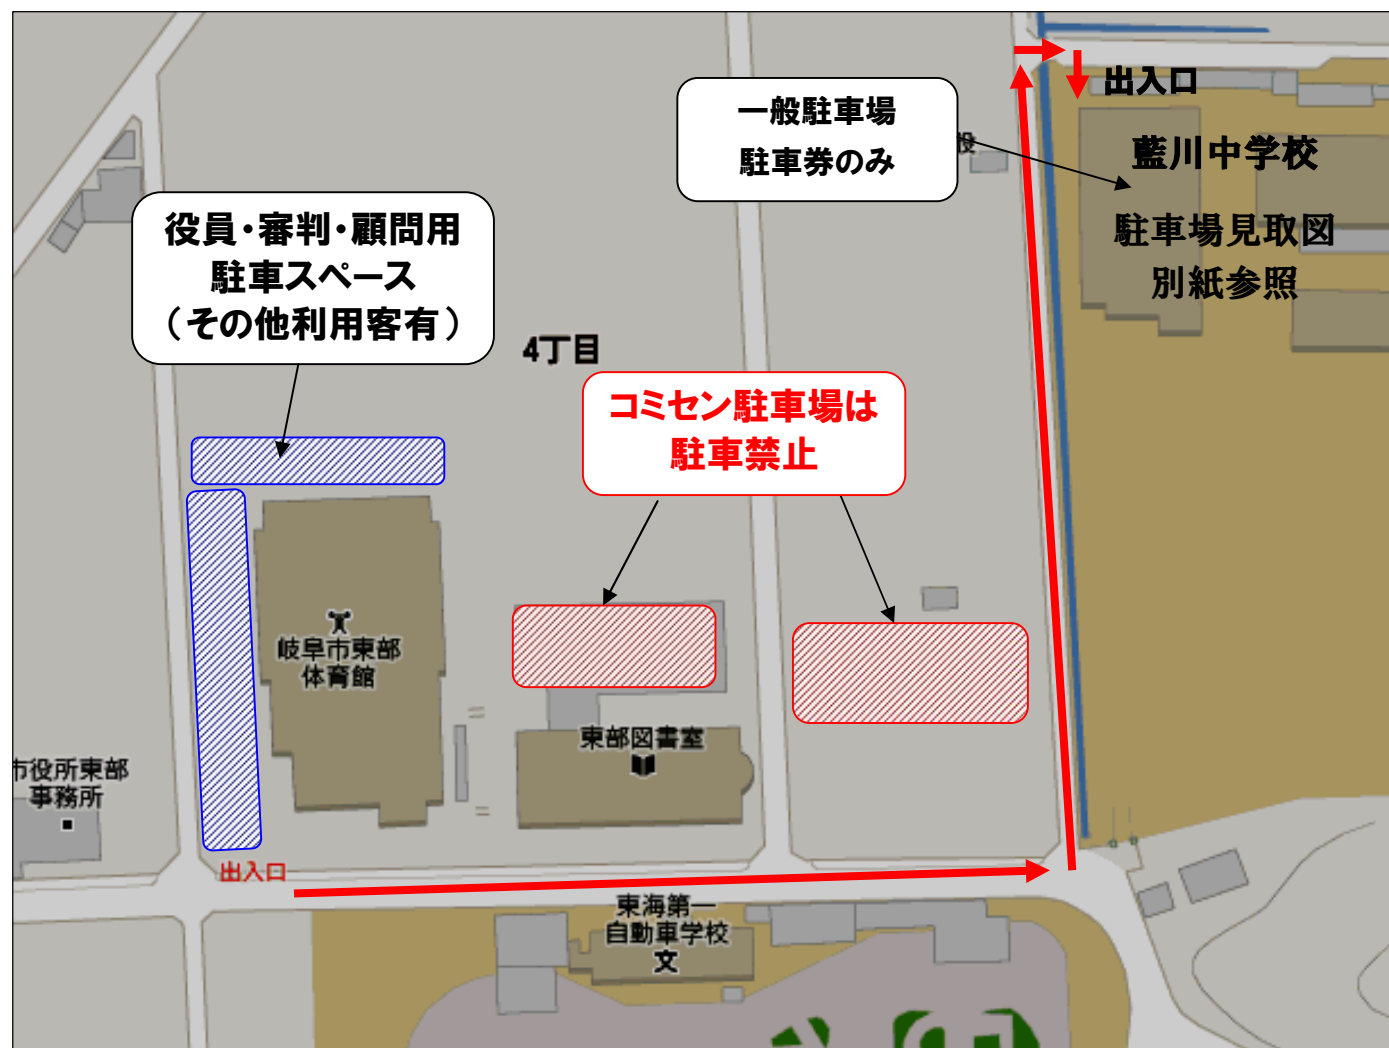 出入口
一般駐車場
駐車券のみ
役
藍川中学校
駐車場見取図
別紙参照
役員・審判・顧問用
駐車スペース
（その他利用客有）
4丁目
コミセン駐車場は
駐車禁止
岐阜市東部
体育館
東部図書室
市役所東部
事務所
出入口
東海第一
自動車学校
文